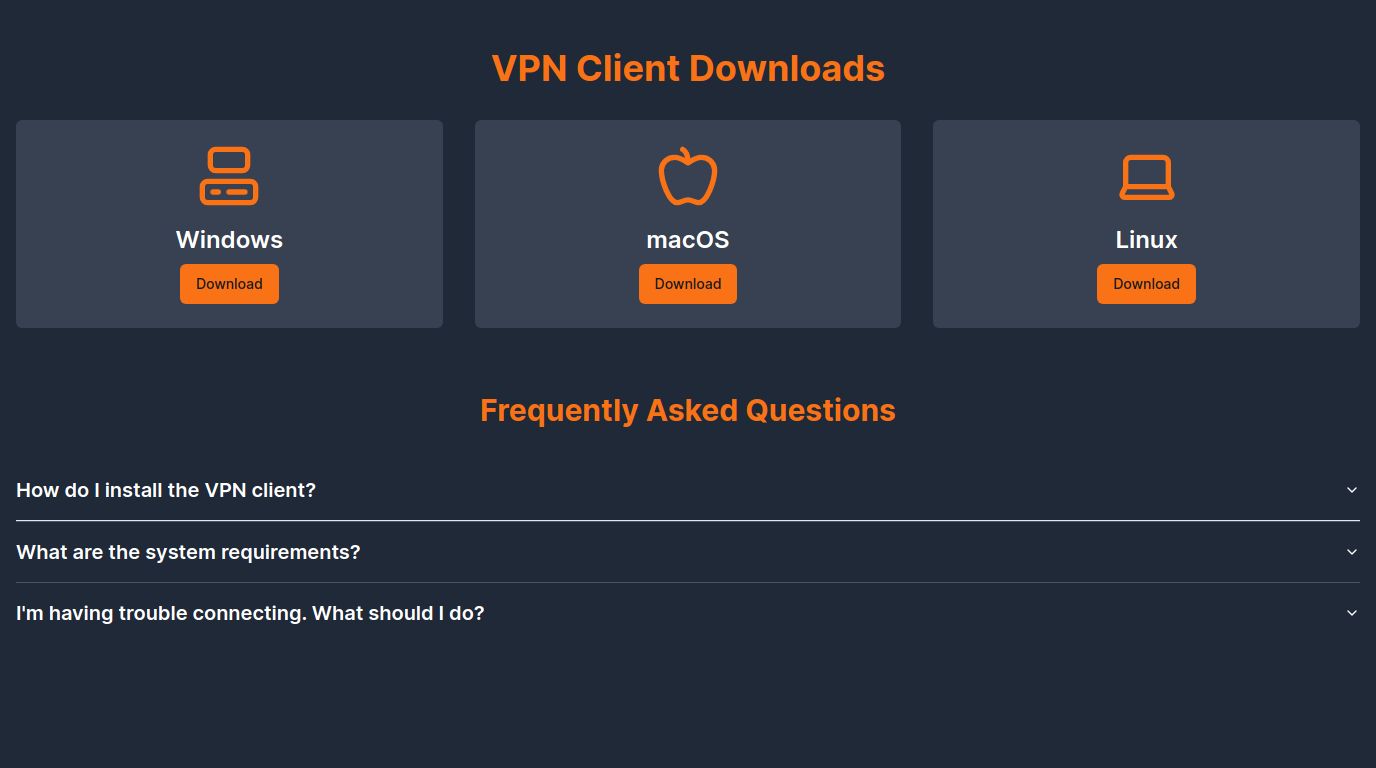 VPN Client Downloads
Windows
Download
macOS
Download
Linux
Download
Frequently Asked Questions
How do I install the VPN client?
What are the system requirements?
I'm having trouble connecting. What should I do?